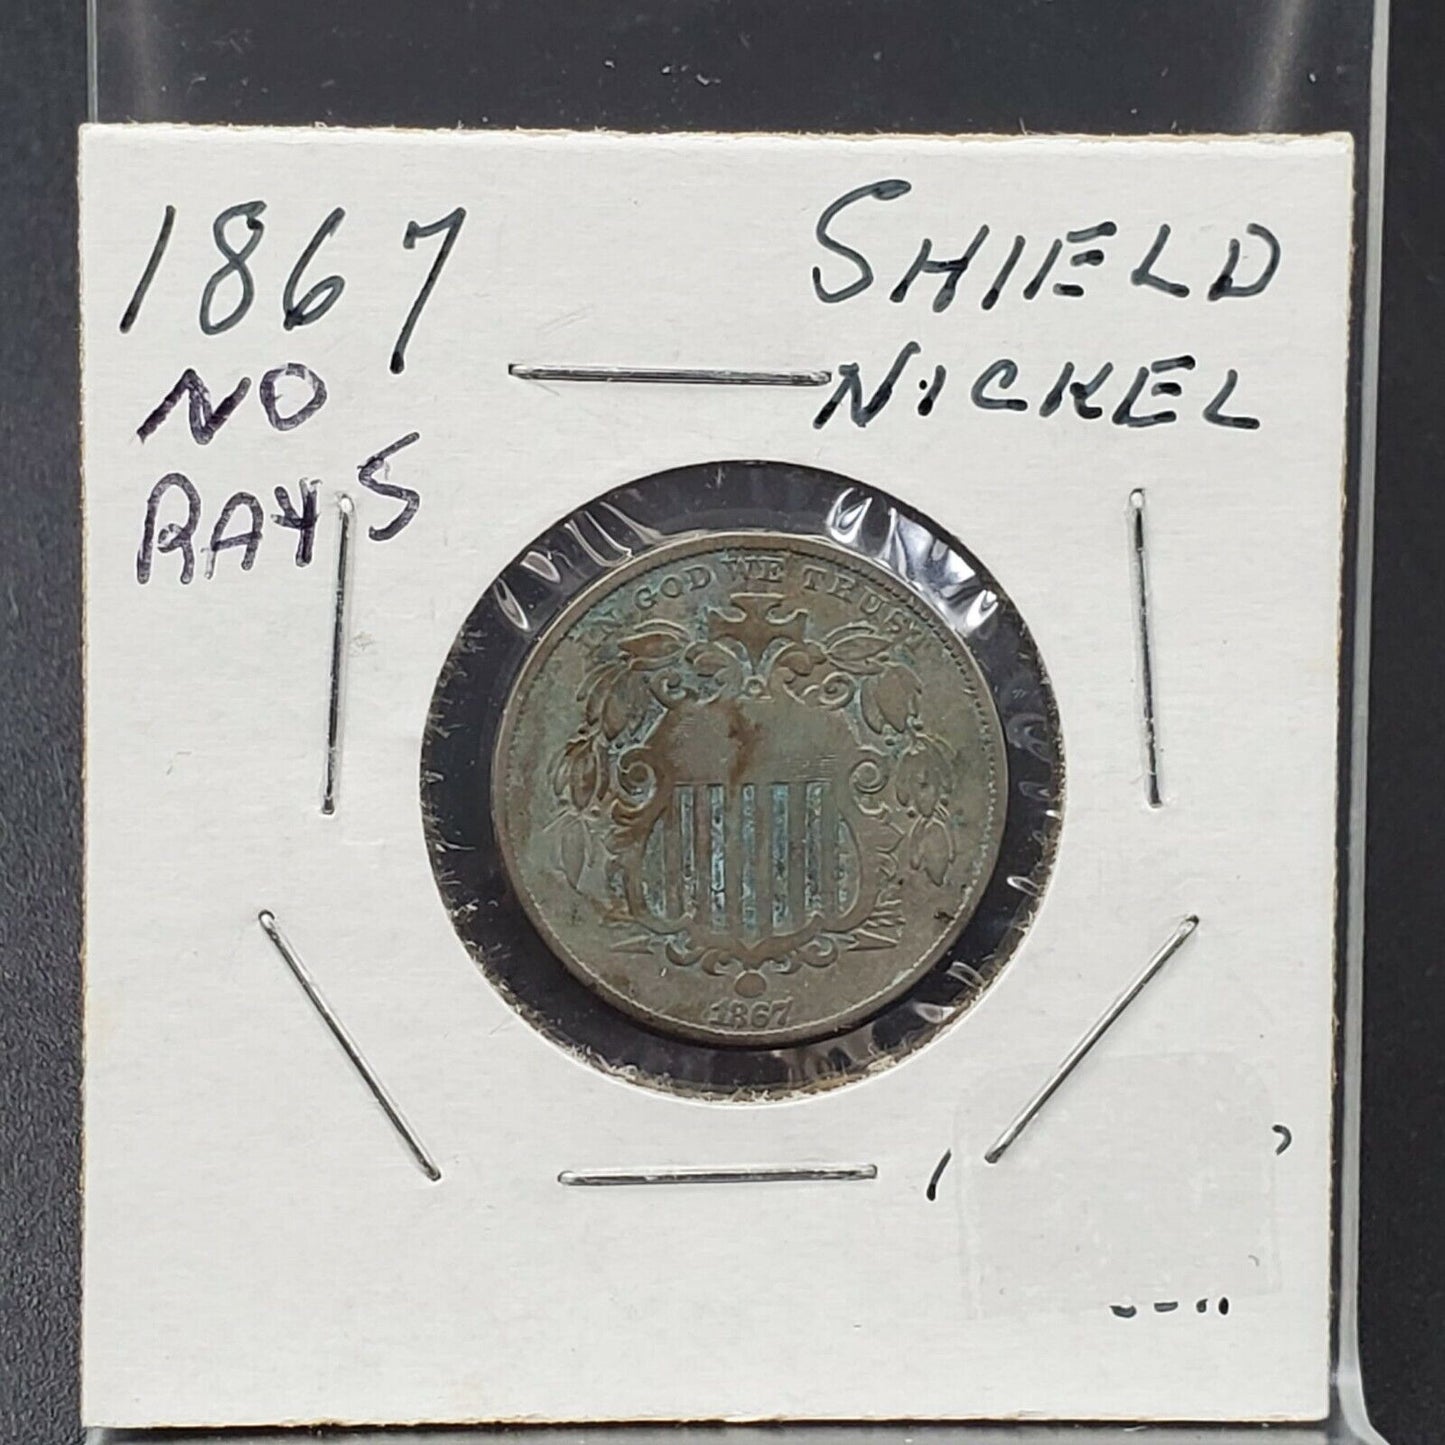 1867
NO
RAYS
SHIELD
NICKEL
IN GOD WE TRUST
1867